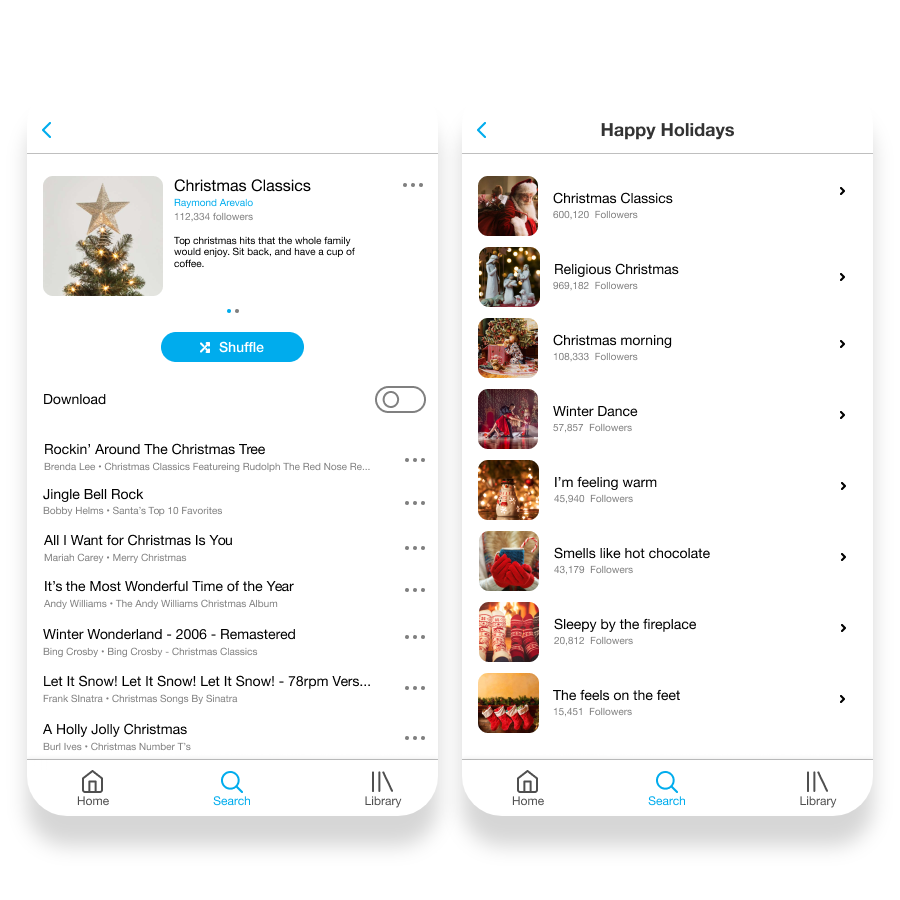 Christmas Classics
Raymond Arevalo
112,334 followers
Top christmas hits that the whole family
would enjoy. Sit back, and have a cup of
coffee.
Shuffle
Download
Rockin’ Around The Christmas Tree
Brenda Lee • Christmas Classics Featureing Rudolph The Red Nose Re...
Jingle Bell Rock
Bobby Helms • Santa’s Top 10 Favorites
All I Want for Christmas Is You
Mariah Carey • Merry Christmas
It’s the Most Wonderful Time of the Year
Andy Williams • The Andy Williams Christmas Album
Winter Wonderland - 2006 - Remastered
Bing Crosby • Bing Crosby - Christmas Classics
Let It Snow! Let It Snow! Let It Snow! - 78rpm Vers...
Frank SInatra • Christmas Songs By Sinatra
A Holly Jolly Christmas
Burl Ives • Christmas Number T’s
Home
Search
Library
Happy Holidays
Christmas Classics
600,120 Followers
Religious Christmas
969,182 Followers
Christmas morning
108,333 Followers
Winter Dance
57,857 Followers
I’m feeling warm
45,940 Followers
Smells like hot chocolate
43,179 Followers
Sleepy by the fireplace
20,812 Followers
The feels on the feet
15,451 Followers
Home
Search
Library